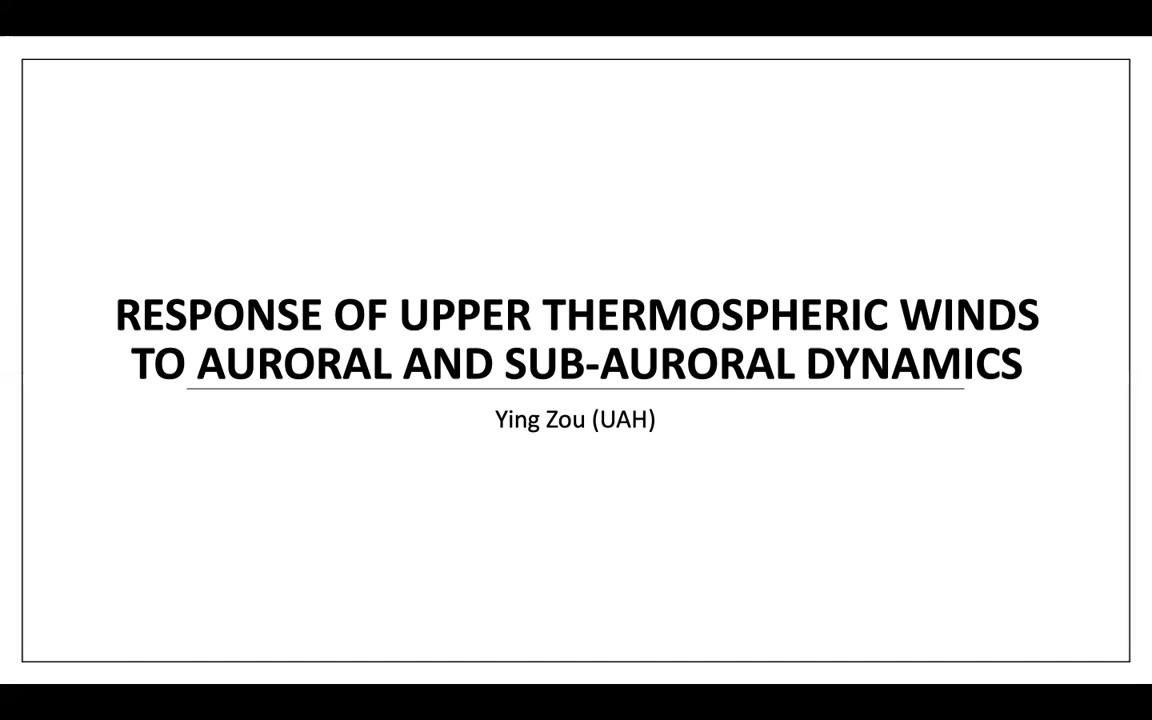 RESPONSE OF UPPER THERMOSPHERIC WINDS
TO AURORAL AND SUB-AURORAL DYNAMICS
Ying Zou (UAH)